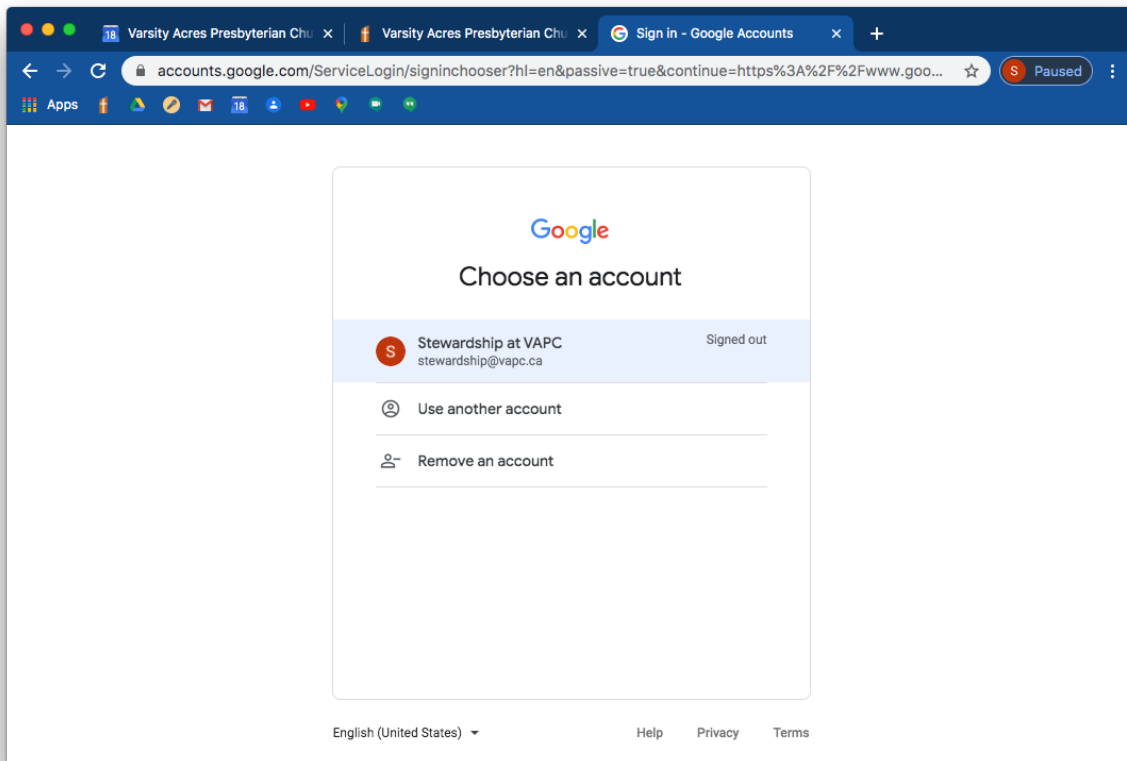 18 Varsity Acres Presbyterian Chu
Varsity Acres Presbyterian Chu
Sign in - Google Accounts
accounts.google.com/ServiceLogin/signinchooser?hl=en&passive=true&continue=https%3A%2F%2Fwww.goo...
S Paused
Apps
18
Google
Choose an account
S
Stewardship at VAPC
Signed out
stewardship@vapc.ca
Use another account
Remove an account
English (United States)
Help Privacy Terms